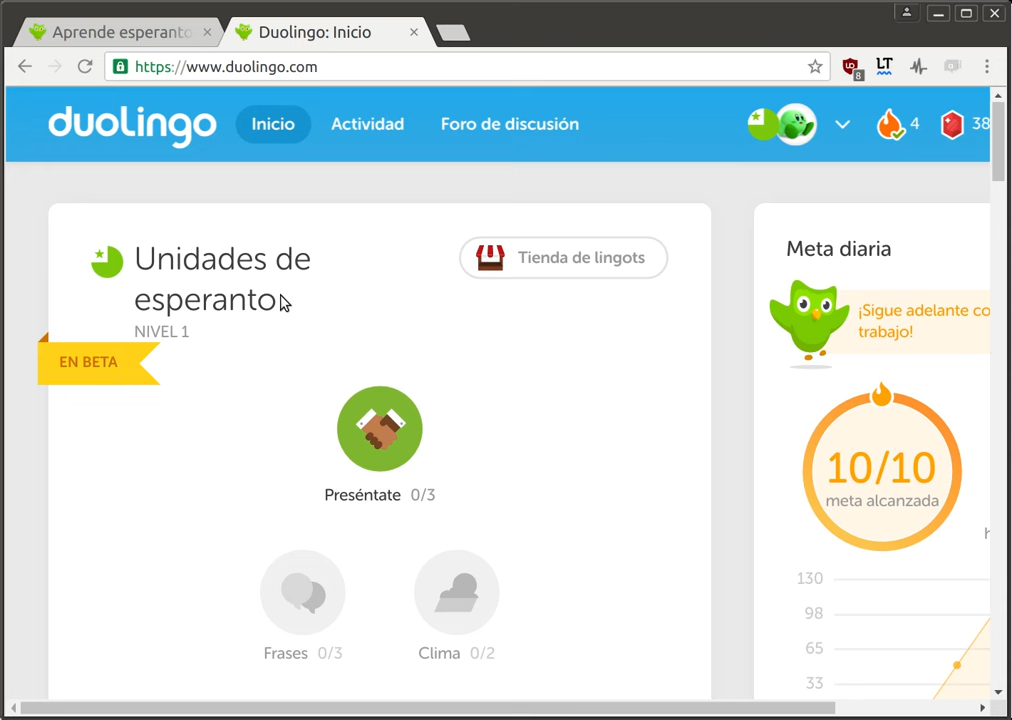 Aprende esperanto
Duolingo: Inicio
https://www.duolingo.com
8
LT
duolingo
Inicio
Actividad
Foro de discusión
4
38
Unidades de
esperanto
NIVEL 1
Tienda de lingots
EN BETA
Preséntate 0/3
Frases 0/3
Clima 0/2
Meta diaria
¡Sigue adelante co
trabajo!
10/10
meta alcanzada
130
98
65
33